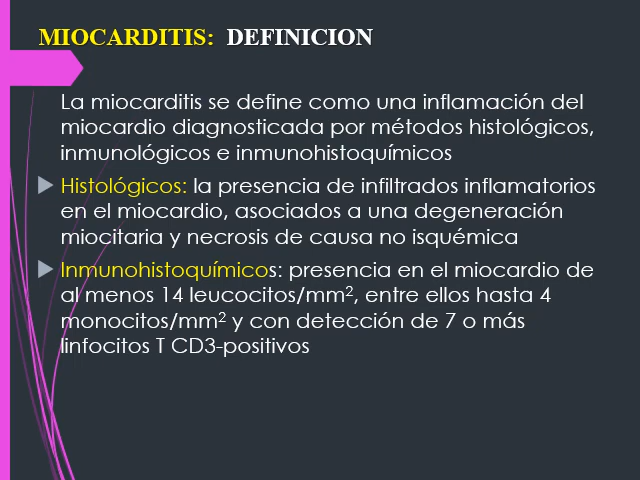 MIOCARDITIS: DEFINICION
La miocarditis se define como una inflamación del
miocardio diagnosticada por métodos histológicos,
inmunológicos e inmunohistoquímicos
Histológicos: la presencia de infiltrados inflamatorios
en el miocardio, asociados a una degeneración
miocitaria y necrosis de causa no isquémica
Inmunohistoquímicos: presencia en el miocardio de
al menos 14 leucocitos/mm², entre ellos hasta 4
monocitos/mm² y con detección de 7 o más
linfocitos T CD3-positivos